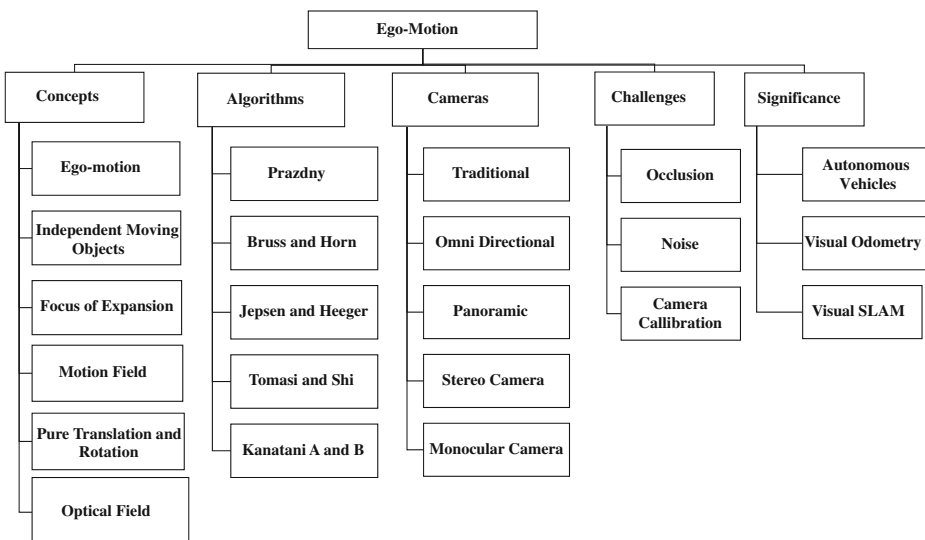 Ego-Motion
Concepts
Algorithms
Cameras
Challenges
Significance
Ego-motion
Independent Moving
Objects
Focus of Expansion
Motion Field
Pure Translation and
Rotation
Optical Field
Prazdny
Bruss and Horn
Jepsen and Heeger
Tomasi and Shi
Kanatani A and B
Traditional
Omni Directional
Panoramic
Stereo Camera
Monocular Camera
Occlusion
Noise
Camera
Callibration
Autonomous
Vehicles
Visual Odometry
Visual SLAM